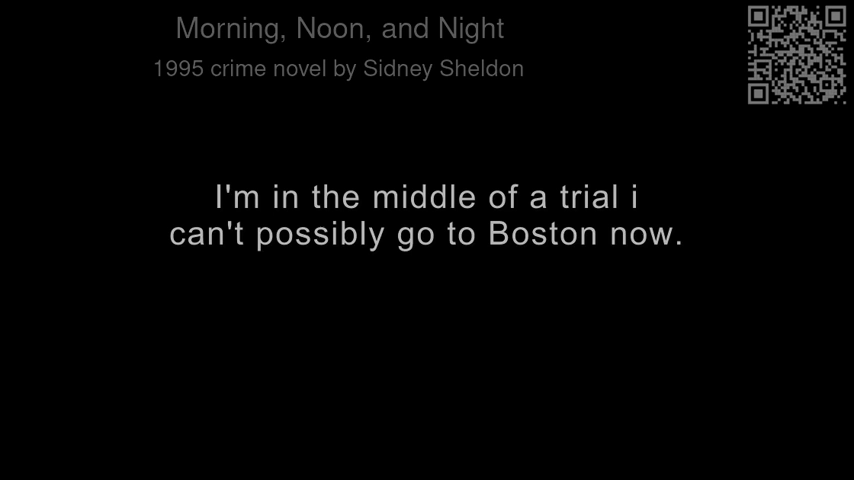 Morning, Noon, and Night
1995 crime novel by Sidney Sheldon
I'm in the middle of a trial i
can't possibly go to Boston now.